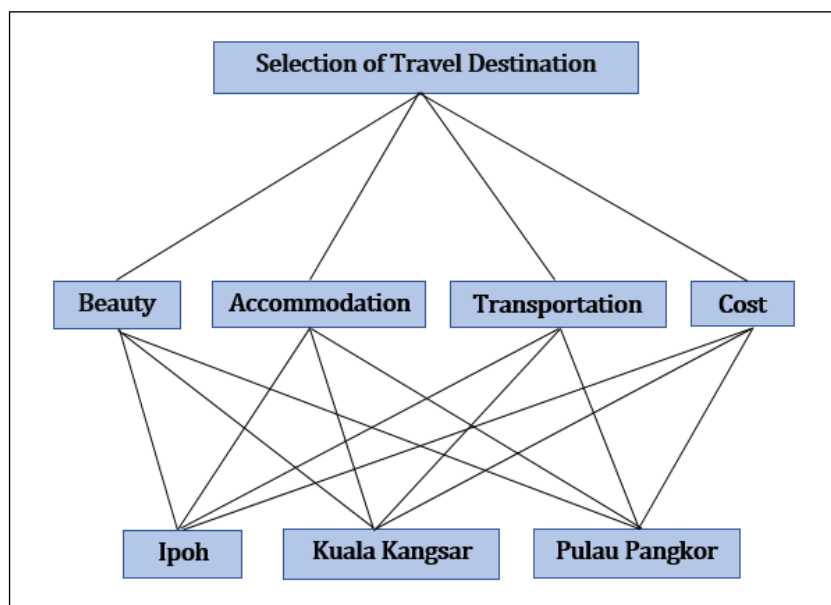 Selection of Travel Destination
Beauty
Accommodation
Transportation
Cost
Ipoh
Kuala Kangsar
Pulau Pangkor